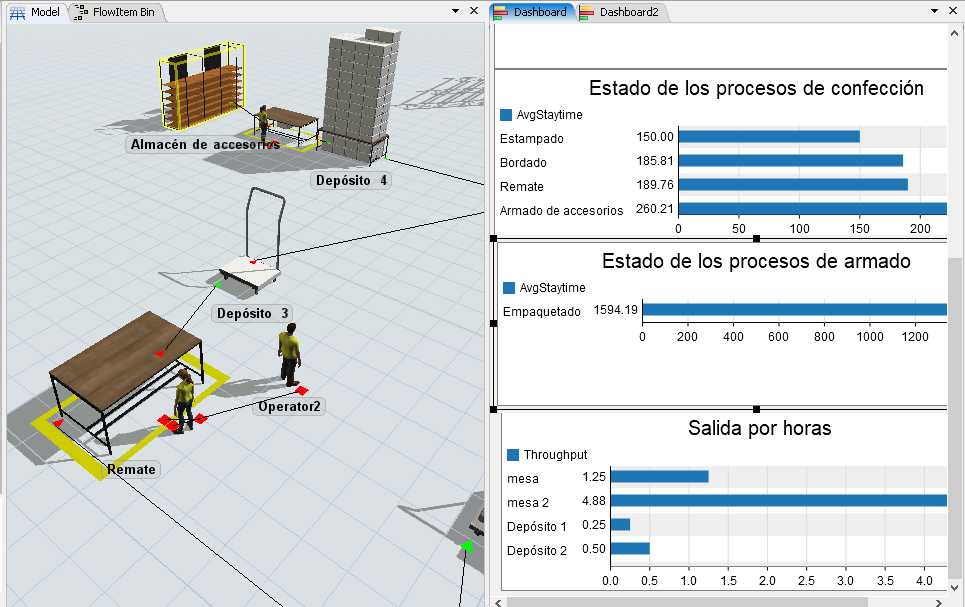 Model
FlowItem Bin
Almacén de accesorios
Depósito 4
Depósito 3
Operator2
Remate
Dashboard
Dashboard2
Estado de los procesos de confección
AvgStaytime
Estampado 150.00
Bordado 185.81
Remate 189.76
Armado de accesorios 260.21
0 50 100 150 200
Estado de los procesos de armado
AvgStaytime
Empaquetado 1594.19
0 200 400 600 800 1000 1200
Salida por horas
Throughput
mesa 1.25
mesa 2 4.88
Depósito 1 0.25
Depósito 2 0.50
0.0 0.5 1.0 1.5 2.0 2.5 3.0 3.5 4.0